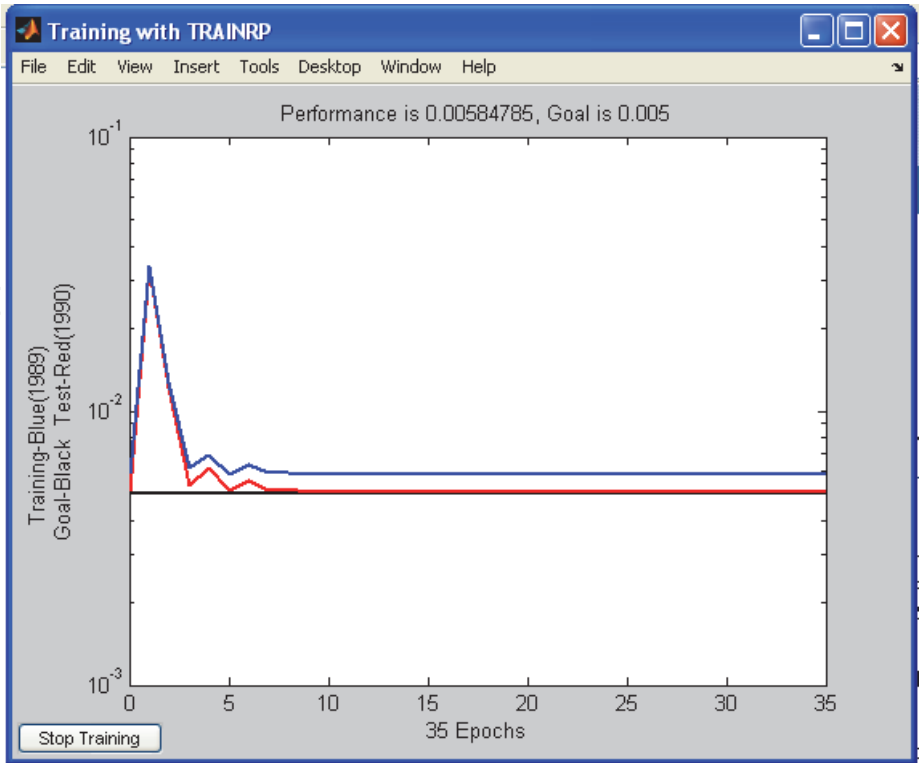 Training with TRAINRP
File Edit View Insert Tools Desktop Window Help
Performance is 0.00584785, Goal is 0.005
Training-Blue(1989)
Goal-Black Test-Red(1990)
10^-1
10^-2
10^-3
0 5 10 15 20 25 30 35
35 Epochs
Stop Training